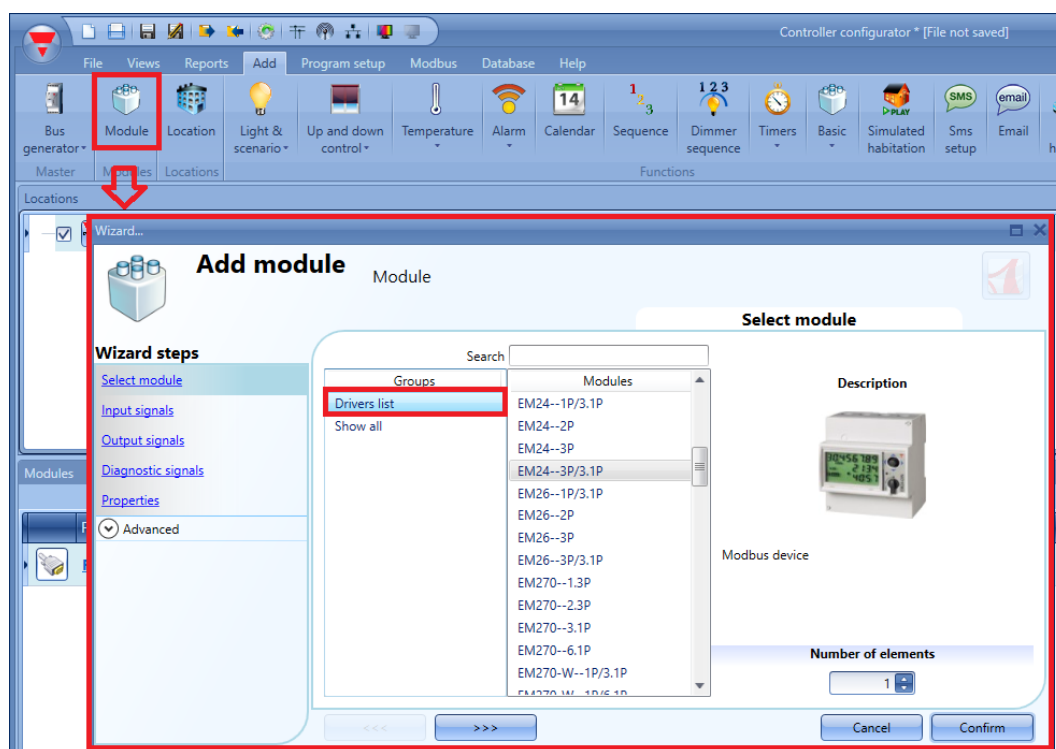 Controller configurator * [File not saved]
File Views Reports Add Program setup Modbus Database Help
14
1 2 3
1 2 3
PLAY
SMS
email
Bus generator
Module
Location
Light & scenario
Up and down control
Temperature
Alarm
Calendar
Sequence
Dimmer sequence
Timers
Basic
Simulated habitation
Sms setup
Email
h
Master
Modules
Locations
Functions
Locations
Wizard...
Add module
Module
Select module
Wizard steps
Search
Select module
Groups
Modules
Description
Drivers list
EM24--1P/3.1P
Input signals
Show all
EM24--2P
Output signals
EM24--3P
Modules
Diagnostic signals
EM24--3P/3.1P
Properties
EM26--1P/3.1P
EM26--2P
Advanced
EM26--3P
EM26--3P/3.1P
Modbus device
EM270--1.3P
EM270--2.3P
EM270--3.1P
EM270--6.1P
Number of elements
EM270-W--1P/3.1P
1
EM270-W--1P/6.1P
<<<
>>>
Cancel
Confirm